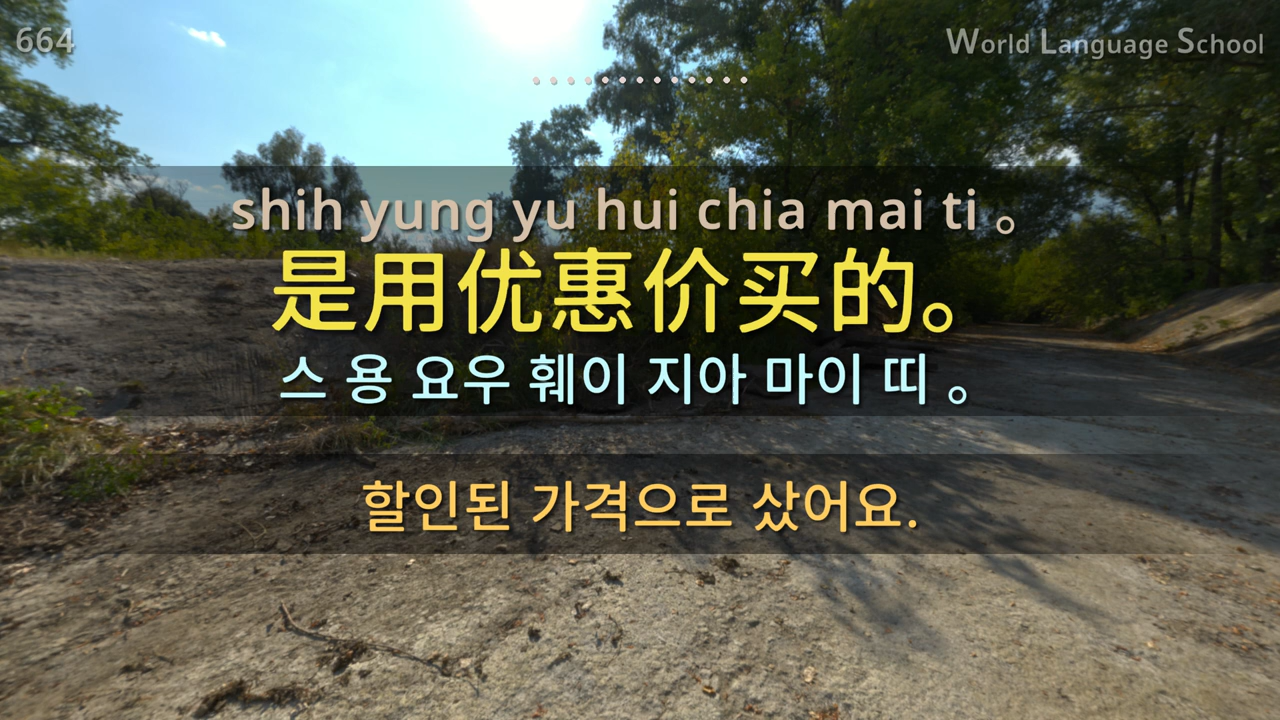 664
World Language School
shih yung yu hui chia mai ti 。
是用优惠价买的。
스 용 요우 훼이 지아 마이 띠 。
할인된 가격으로 샀어요.